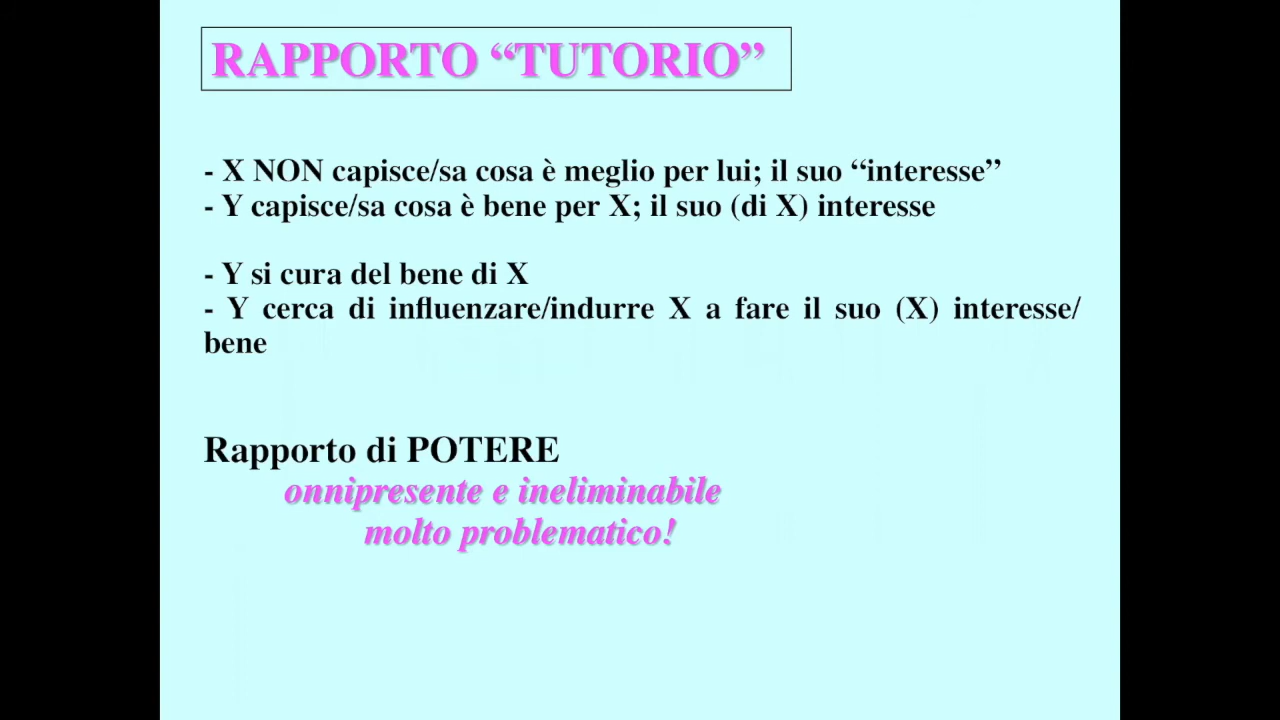 RAPPORTO “TUTORIO”
- X NON capisce/sa cosa è meglio per lui; il suo “interesse”
- Y capisce/sa cosa è bene per X; il suo (di X) interesse
- Y si cura del bene di X
- Y cerca di influenzare/indurre X a fare il suo (X) interesse/
bene
Rapporto di POTERE
onnipresente e ineliminabile
molto problematico!